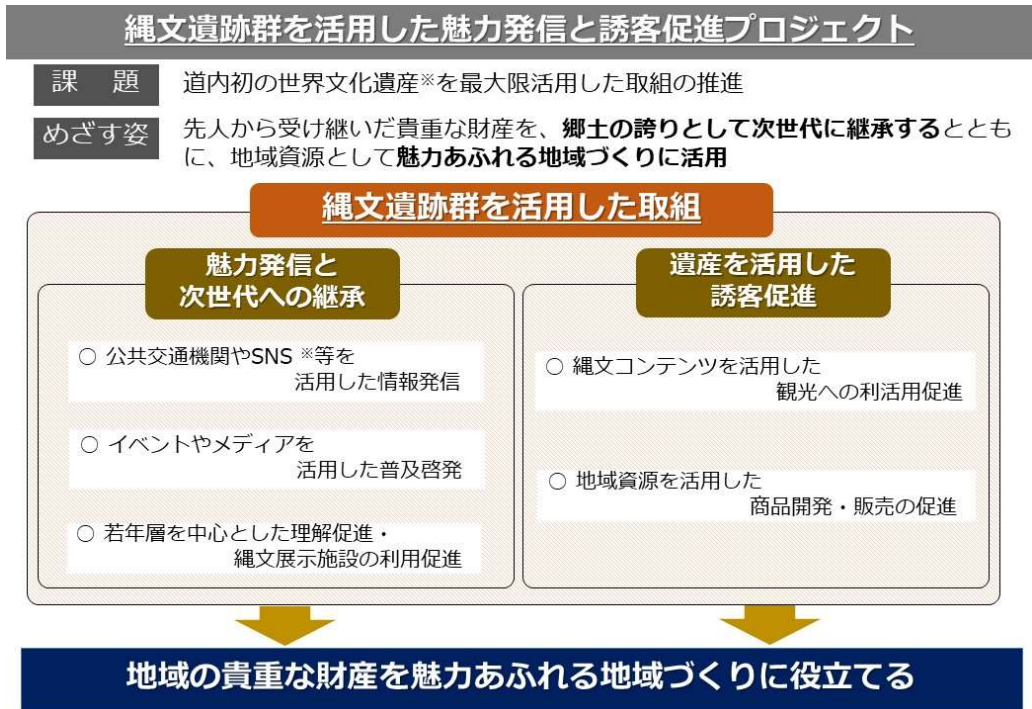 縄文遺跡群を活用した魅力発信と誘客促進プロジェクト
課　題
道内初の世界文化遺産※を最大限活用した取組の推進
めざす姿
先人から受け継いだ貴重な財産を、郷土の誇りとして次世代に継承するととも
に、地域資源として魅力あふれる地域づくりに活用
縄文遺跡群を活用した取組
魅力発信と
次世代への継承
○ 公共交通機関やSNS ※等を
活用した情報発信
○ イベントやメディアを
活用した普及啓発
○ 若年層を中心とした理解促進・
縄文展示施設の利用促進
遺産を活用した
誘客促進
○ 縄文コンテンツを活用した
観光への利活用促進
○ 地域資源を活用した
商品開発・販売の促進
地域の貴重な財産を魅力あふれる地域づくりに役立てる